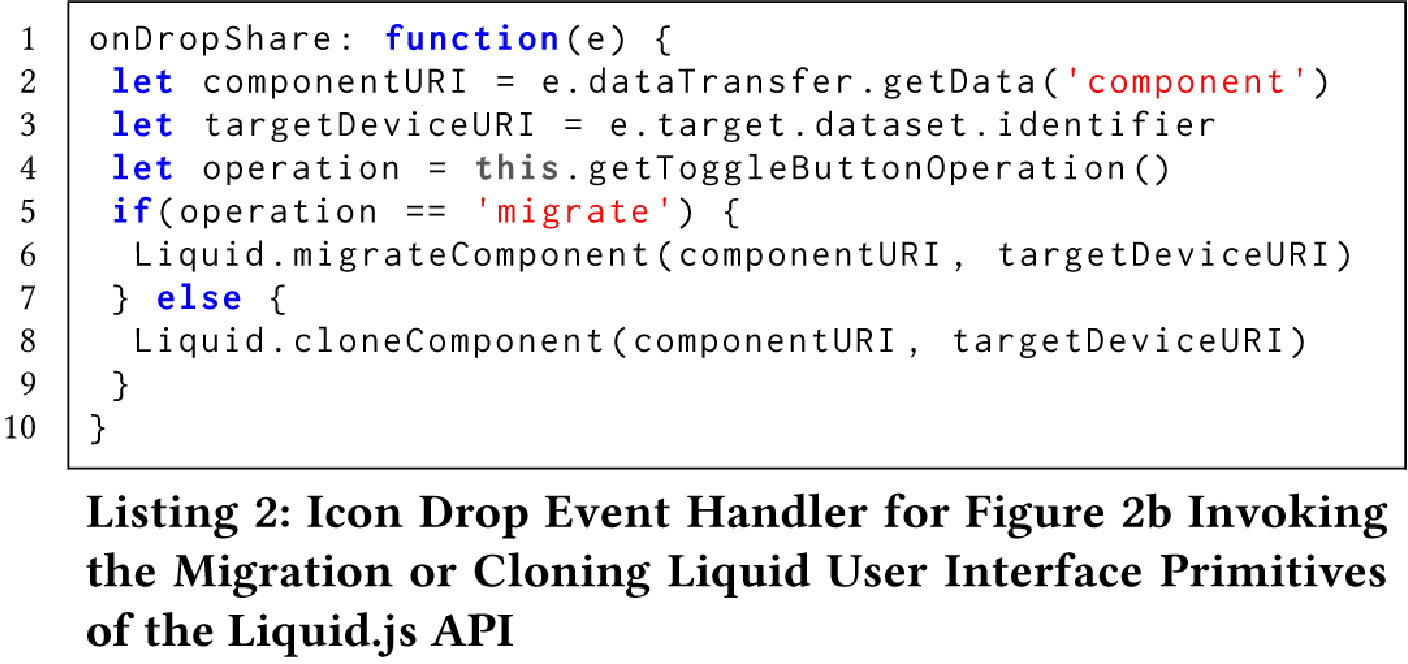 1 onDropShare: function(e) {
2 let componentURI = e.dataTransfer.getData('component')
3 let targetDeviceURI = e.target.dataset.identifier
4 let operation = this.getToggleButtonOperation()
5 if(operation == 'migrate') {
6 Liquid.migrateComponent(componentURI, targetDeviceURI)
7 } else {
8 Liquid.cloneComponent(componentURI, targetDeviceURI)
9 }
10 }
Listing 2: Icon Drop Event Handler for Figure 2b Invoking
the Migration or Cloning Liquid User Interface Primitives
of the Liquid.js API